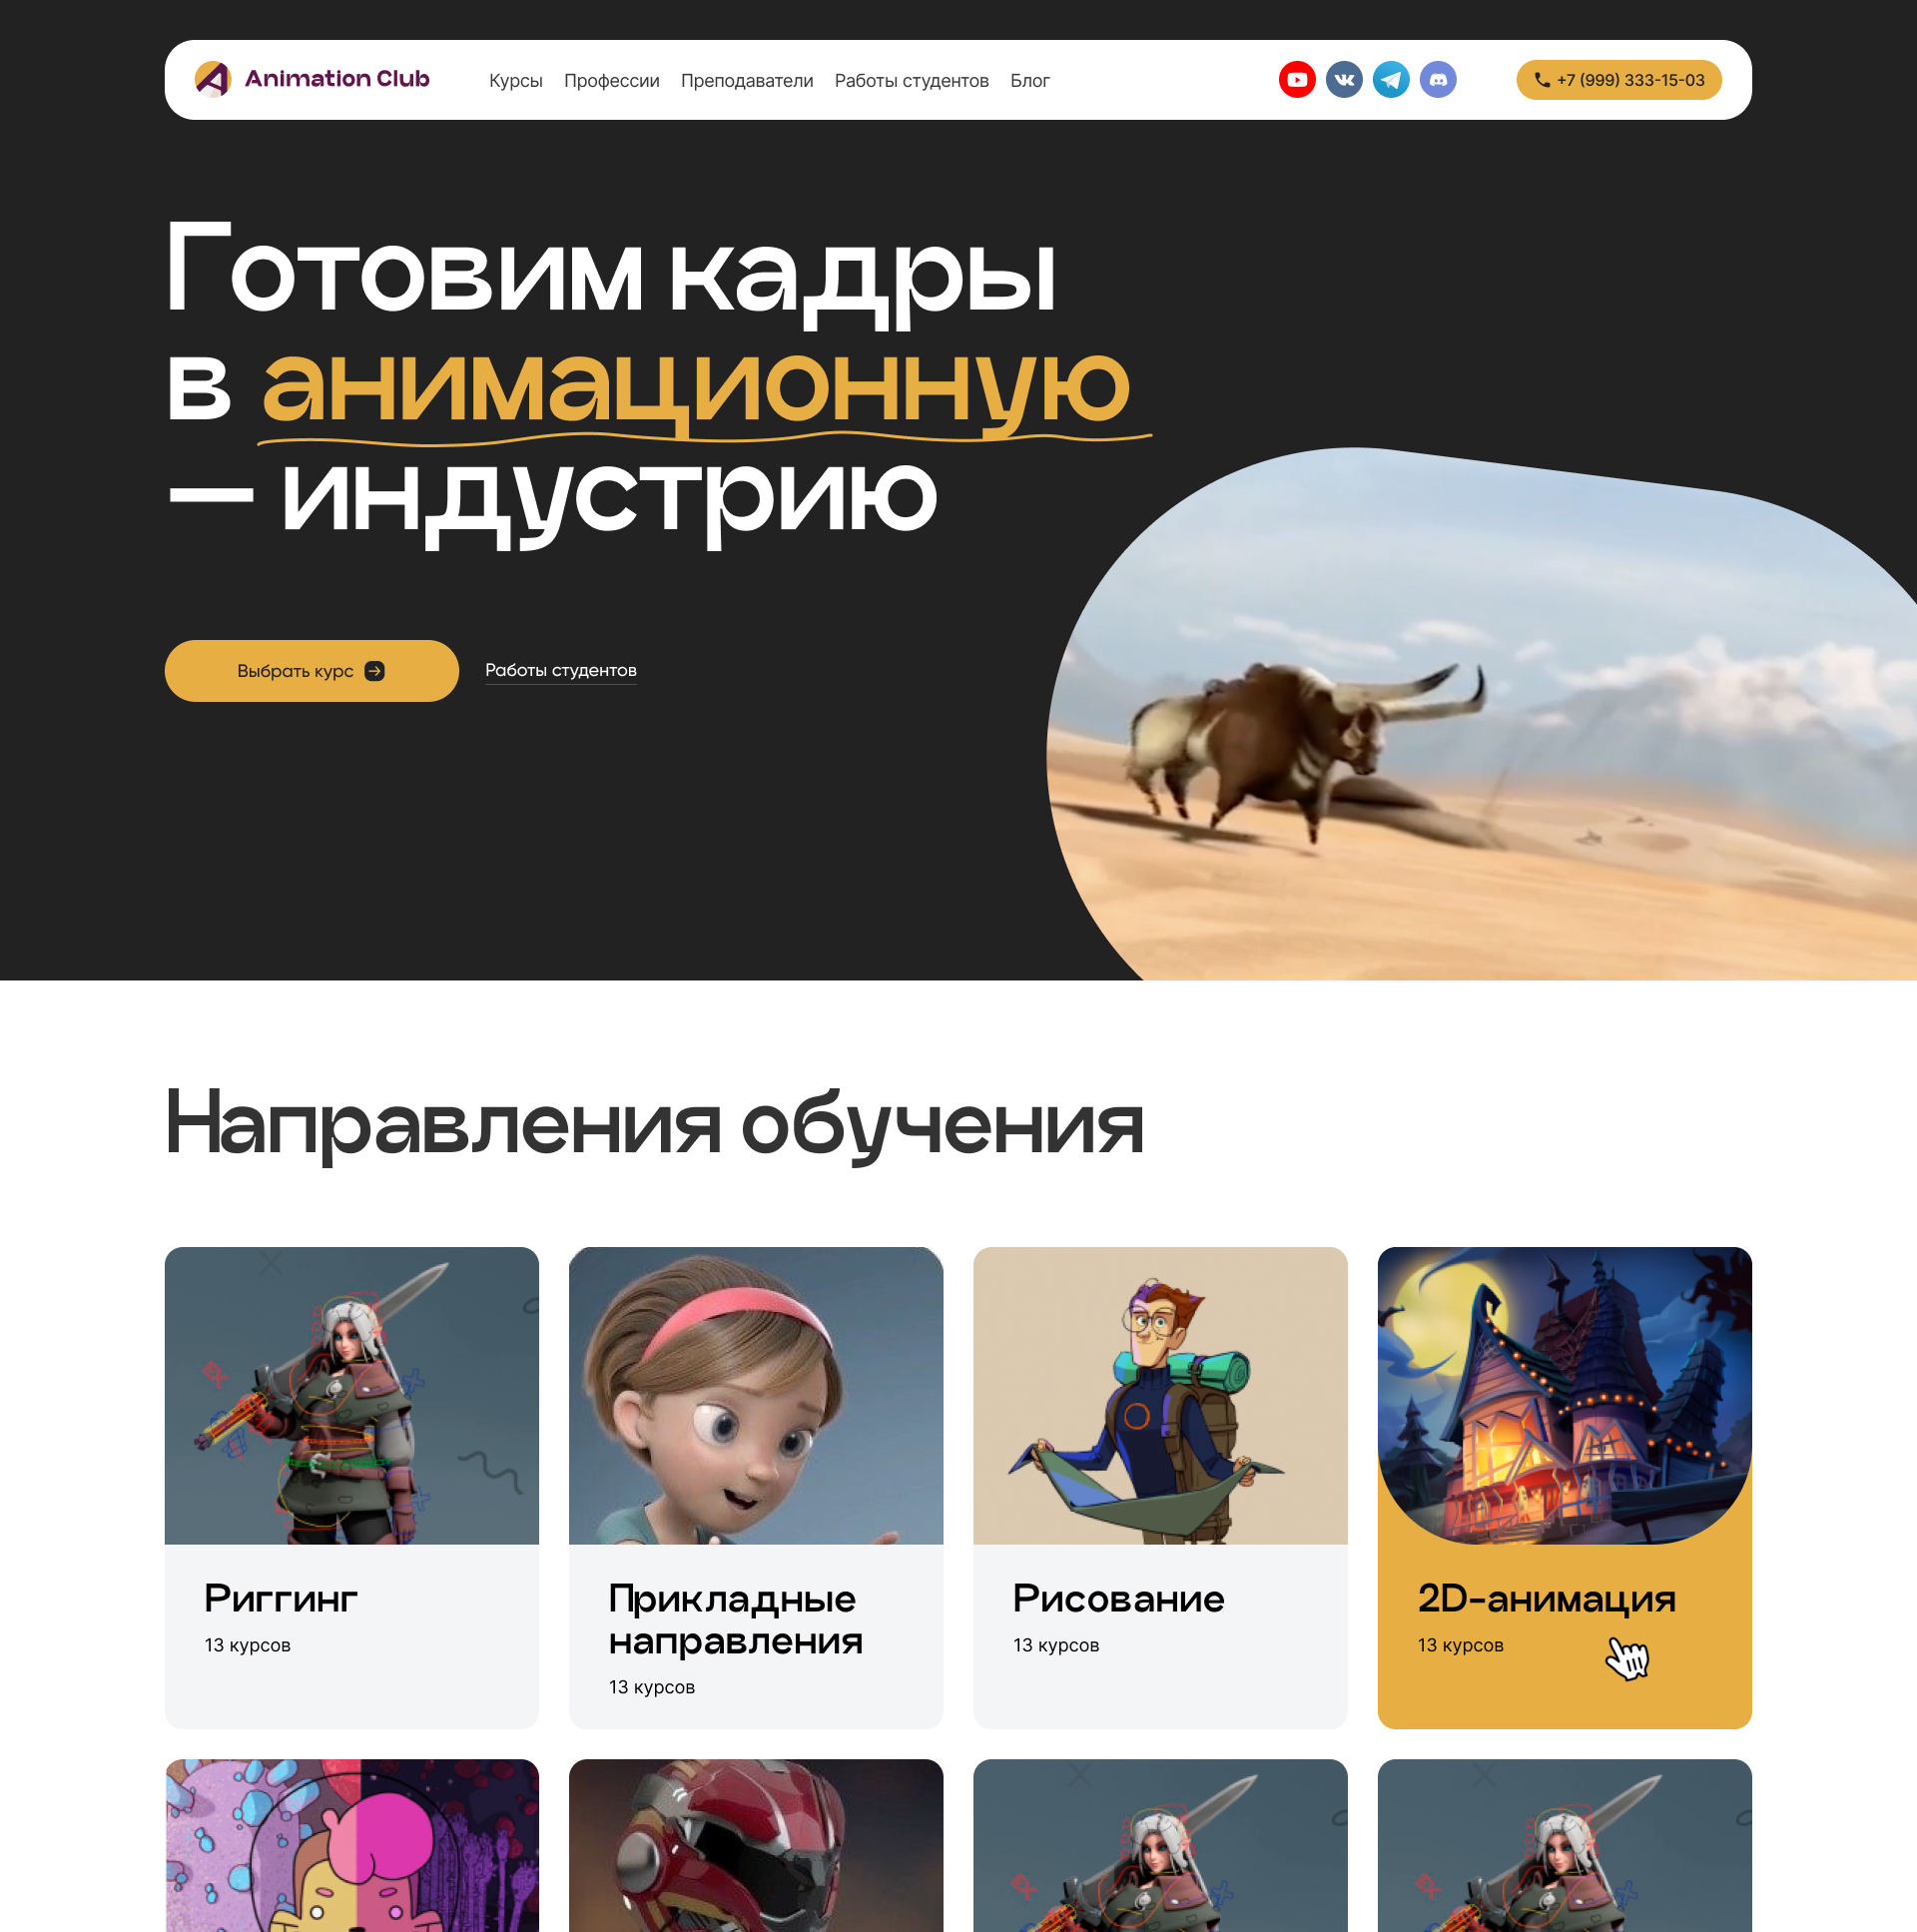 Animation Club
Курсы Профессии Преподаватели Работы студентов Блог
+7 (999) 333-15-03
Готовим кадры
в анимационную
— индустрию
Выбрать курс
Работы студентов
Направления обучения
Риггинг
13 курсов
Прикладные
направления
13 курсов
Рисование
13 курсов
2D-анимация
13 курсов